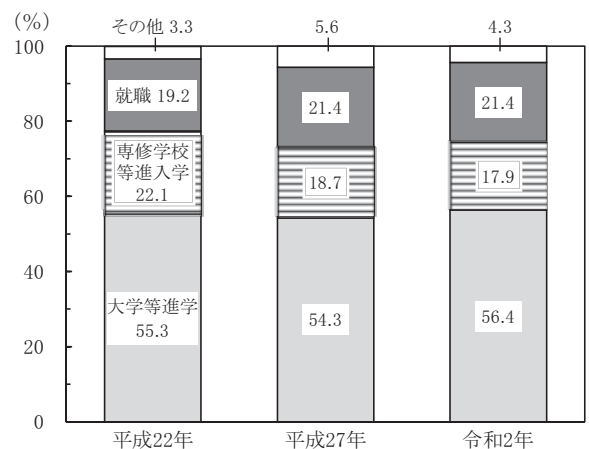 (%)
その他 3.3
5.6
4.3
100
80
60
40
20
0
就職 19.2
21.4
21.4
専修学校
等進入学
22.1
18.7
17.9
大学等進学
55.3
54.3
56.4
平成22年
平成27年
令和2年